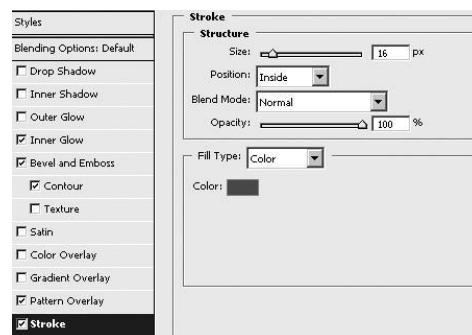 Styles
Blending Options: Default
Drop Shadow
Inner Shadow
Outer Glow
Inner Glow
Bevel and Emboss
Contour
Texture
Satin
Color Overlay
Gradient Overlay
Pattern Overlay
Stroke
Stroke
Structure
Size: 16 px
Position: Inside
Blend Mode: Normal
Opacity: 100 %
Fill Type: Color
Color: